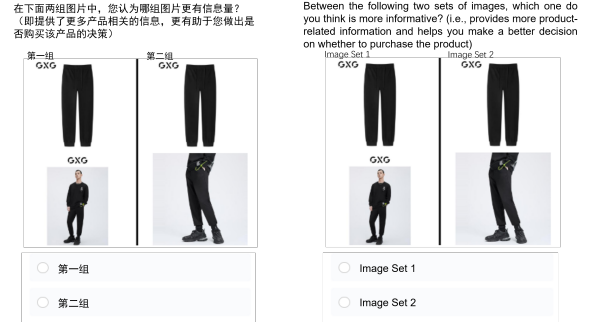 在下面两组图片中，您认为哪组图片更有信息量？
（即提供了更多产品相关的信息，更有助于您做出是
否购买该产品的决策）
第一组
第二组
GXG
GXG
GXG
第一组
第二组
Between the following two sets of images, which one do
you think is more informative? (i.e., provides more product-
related information and helps you make a better decision
on whether to purchase the product)
Image Set 1
Image Set 2
GXG
GXG
GXG
Image Set 1
Image Set 2